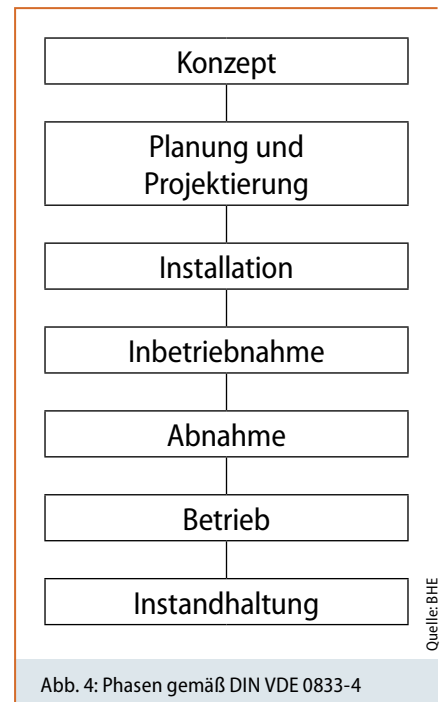 Konzept
Planung und
Projektierung
Installation
Inbetriebnahme
Abnahme
Betrieb
Instandhaltung
Quelle: BHE
Abb. 4: Phasen gemäß DIN VDE 0833-4